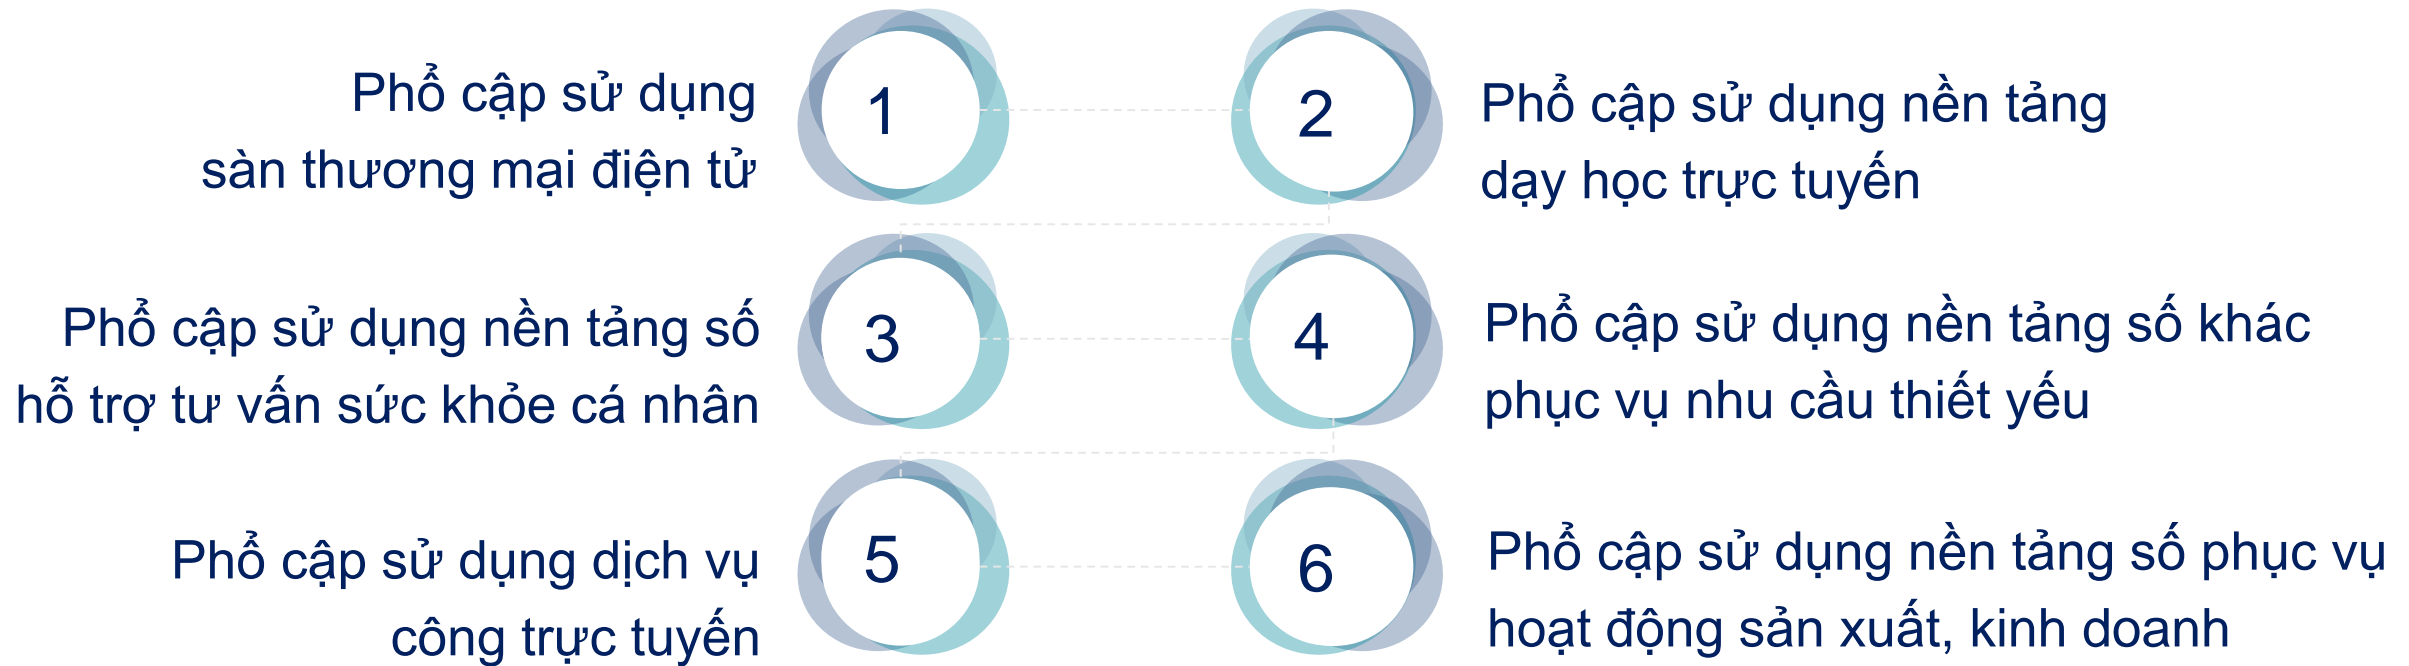 Phổ cập sử dụng
sàn thương mại điện tử
1
2
Phổ cập sử dụng nền tảng
dạy học trực tuyến
Phổ cập sử dụng nền tảng số
hỗ trợ tư vấn sức khỏe cá nhân
3
4
Phổ cập sử dụng nền tảng số khác
phục vụ nhu cầu thiết yếu
Phổ cập sử dụng dịch vụ
công trực tuyến
5
6
Phổ cập sử dụng nền tảng số phục vụ
hoạt động sản xuất, kinh doanh